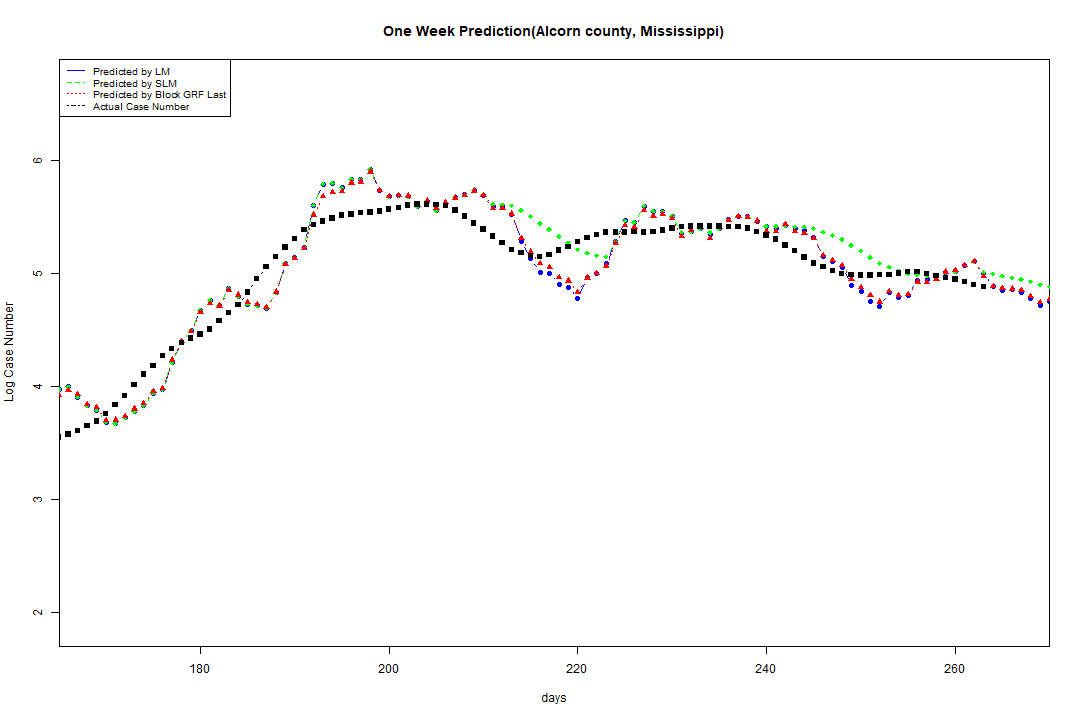 One Week Prediction(Alcorn county, Mississippi)
Predicted by LM
Predicted by SLM
Predicted by Block GRF Last
Actual Case Number
6
5
4
3
2
Log Case Number
180 200 220 240 260
days